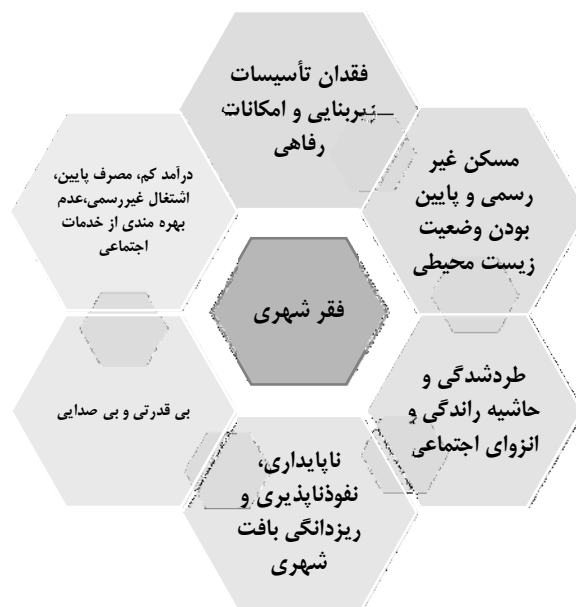 فقدان تأسیسات
زیربنایی و امکانات
رفاهی
مسکن غیر
رسمی و پایین
بودن وضعیت
زیست محیطی
درآمد کم، مصرف پایین،
اشتغال غیررسمی،عدم
بهره مندی از خدمات
اجتماعی
فقر شهری
طردشدگی و
حاشیه راندگی و
انزوای اجتماعی
بی قدرتی و بی صدایی
ناپایداری،
نفوذناپذیری و
ریزدانگی بافت
شهری